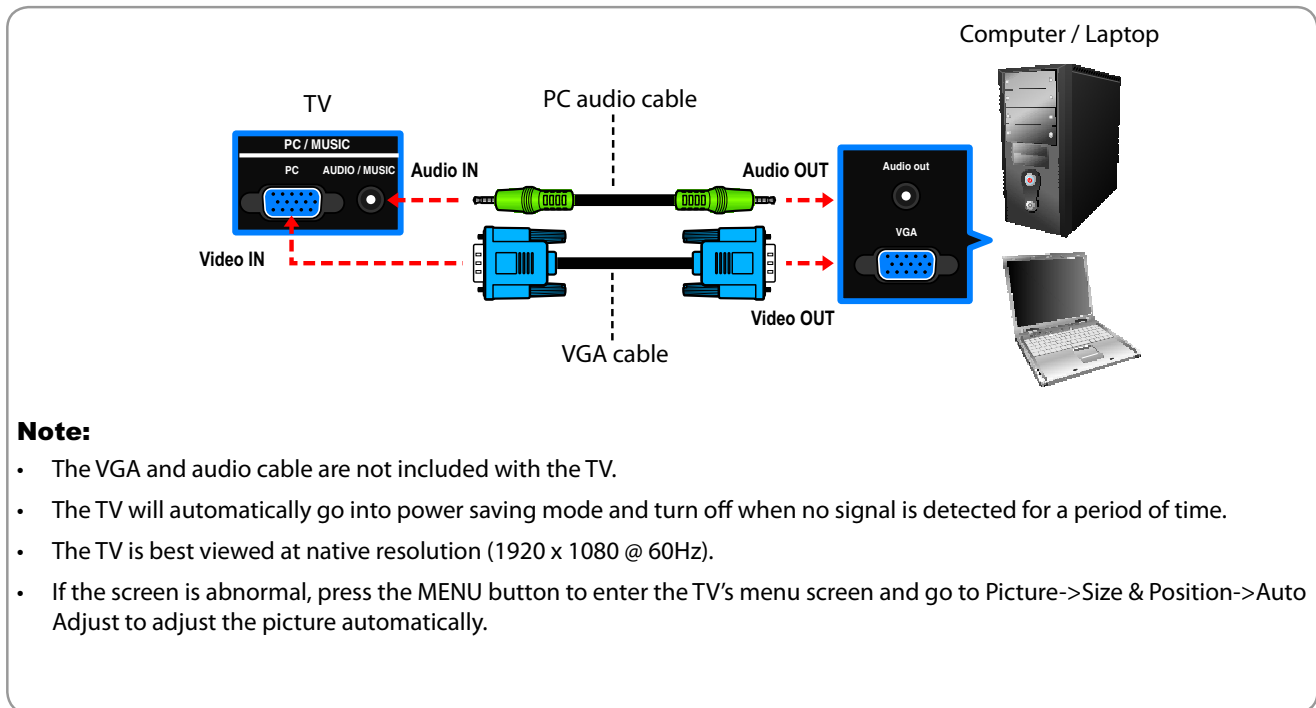 Computer / Laptop
TV
PC audio cable
PC / MUSIC
PC
AUDIO / MUSIC
Audio IN
Audio OUT
Audio out
VGA
Video IN
Video OUT
VGA cable
Note:
• The VGA and audio cable are not included with the TV.
• The TV will automatically go into power saving mode and turn off when no signal is detected for a period of time.
• The TV is best viewed at native resolution (1920 x 1080 @ 60Hz).
• If the screen is abnormal, press the MENU button to enter the TV’s menu screen and go to Picture->Size & Position->Auto
Adjust to adjust the picture automatically.